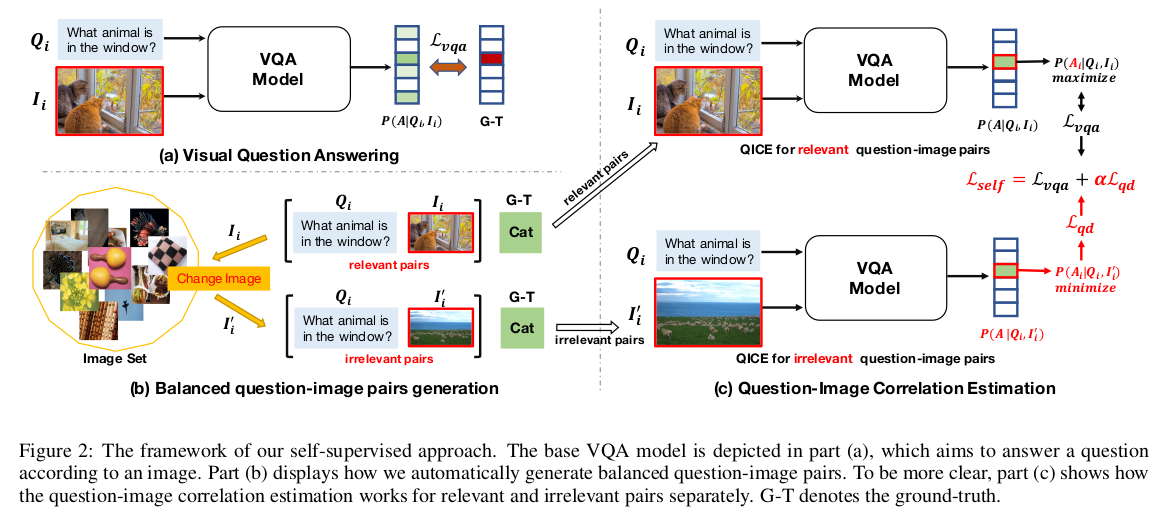 Q_i
What animal is
in the window?
I_i
VQA
Model
P(A|Q_i, I_i)
ℒ_vqa
G-T
(a) Visual Question Answering
Image Set
I_i
Change Image
I'_i
Q_i
I_i
G-T
What animal is
in the window?
Cat
relevant pairs
Q_i
I'_i
G-T
What animal is
in the window?
Cat
irrelevant pairs
(b) Balanced question-image pairs generation
relevant pairs
irrelevant pairs
Q_i
What animal is
in the window?
I_i
VQA
Model
P(A|Q_i, I_i)
P(A_i|Q_i, I_i)
maximize
QICE for relevant question-image pairs
ℒ_vqa
ℒ_self = ℒ_vqa + αℒ_qd
ℒ_qd
Q_i
What animal is
in the window?
I'_i
VQA
Model
P(A_i|Q_i, I'_i)
minimize
P(A|Q_i, I'_i)
QICE for irrelevant question-image pairs
(c) Question-Image Correlation Estimation
Figure 2: The framework of our self-supervised approach. The base VQA model is depicted in part (a), which aims to answer a question
according to an image. Part (b) displays how we automatically generate balanced question-image pairs. To be more clear, part (c) shows how
the question-image correlation estimation works for relevant and irrelevant pairs separately. G-T denotes the ground-truth.